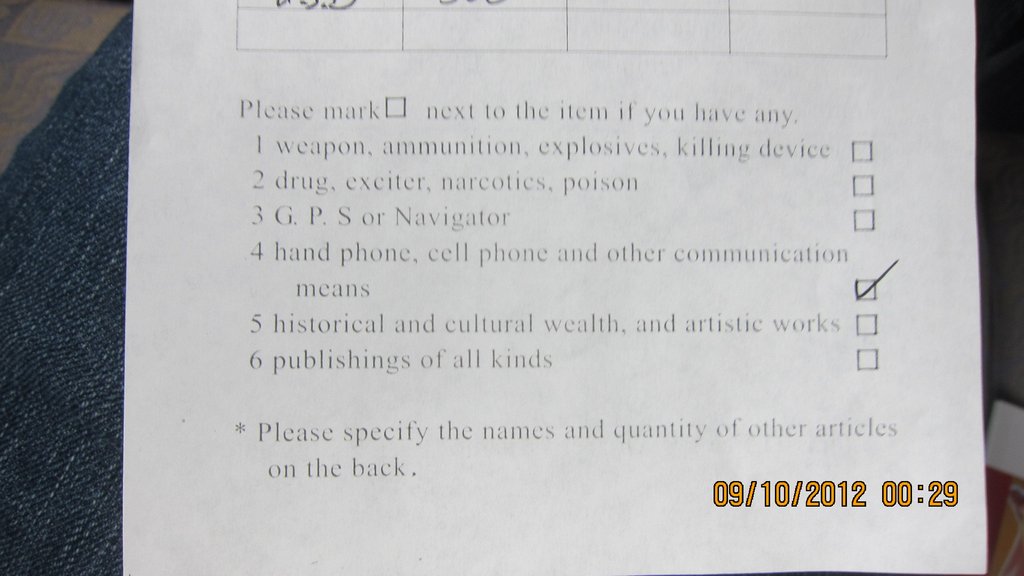 Please mark☐ next to the item if you have any.
1 weapon, ammunition, explosives, killing device ☐
2 drug, exciter, narcotics, poison ☐
3 G. P. S or Navigator ☐
4 hand phone, cell phone and other communication
means ☑
5 historical and cultural wealth, and artistic works ☐
6 publishings of all kinds ☐
* Please specify the names and quantity of other articles
on the back.
09/10/2012 00:29